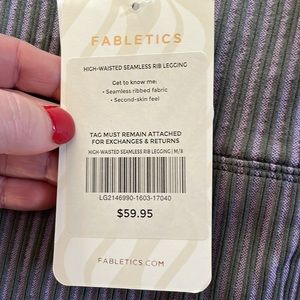 FABLETICS
HIGH-WAISTED SEAMLESS RIB LEGGING
Get to know me:
• Seamless ribbed fabric
• Second-skin feel
TAG MUST REMAIN ATTACHED
FOR EXCHANGES & RETURNS
HIGH-WAISTED SEAMLESS RIB LEGGING | M/8
LG2146990-1603-17040
$59.95
FABLETICS.COM